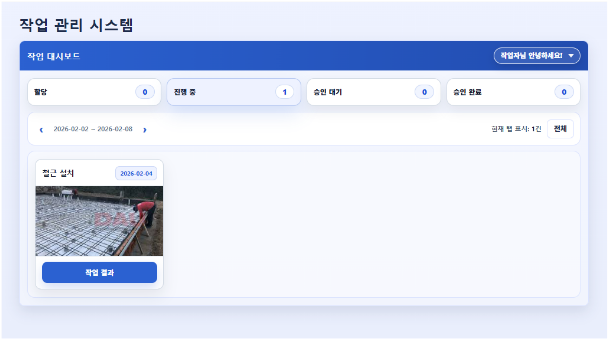 작업 관리 시스템
작업 대시보드
작업자님 안녕하세요!
할당 0
진행 중 1
승인 대기 0
승인 완료 0
‹ 2026-02-02 ~ 2026-02-08 ›
현재 탭 표시: 1건 전체
철근 설치 2026-02-04
작업 결과